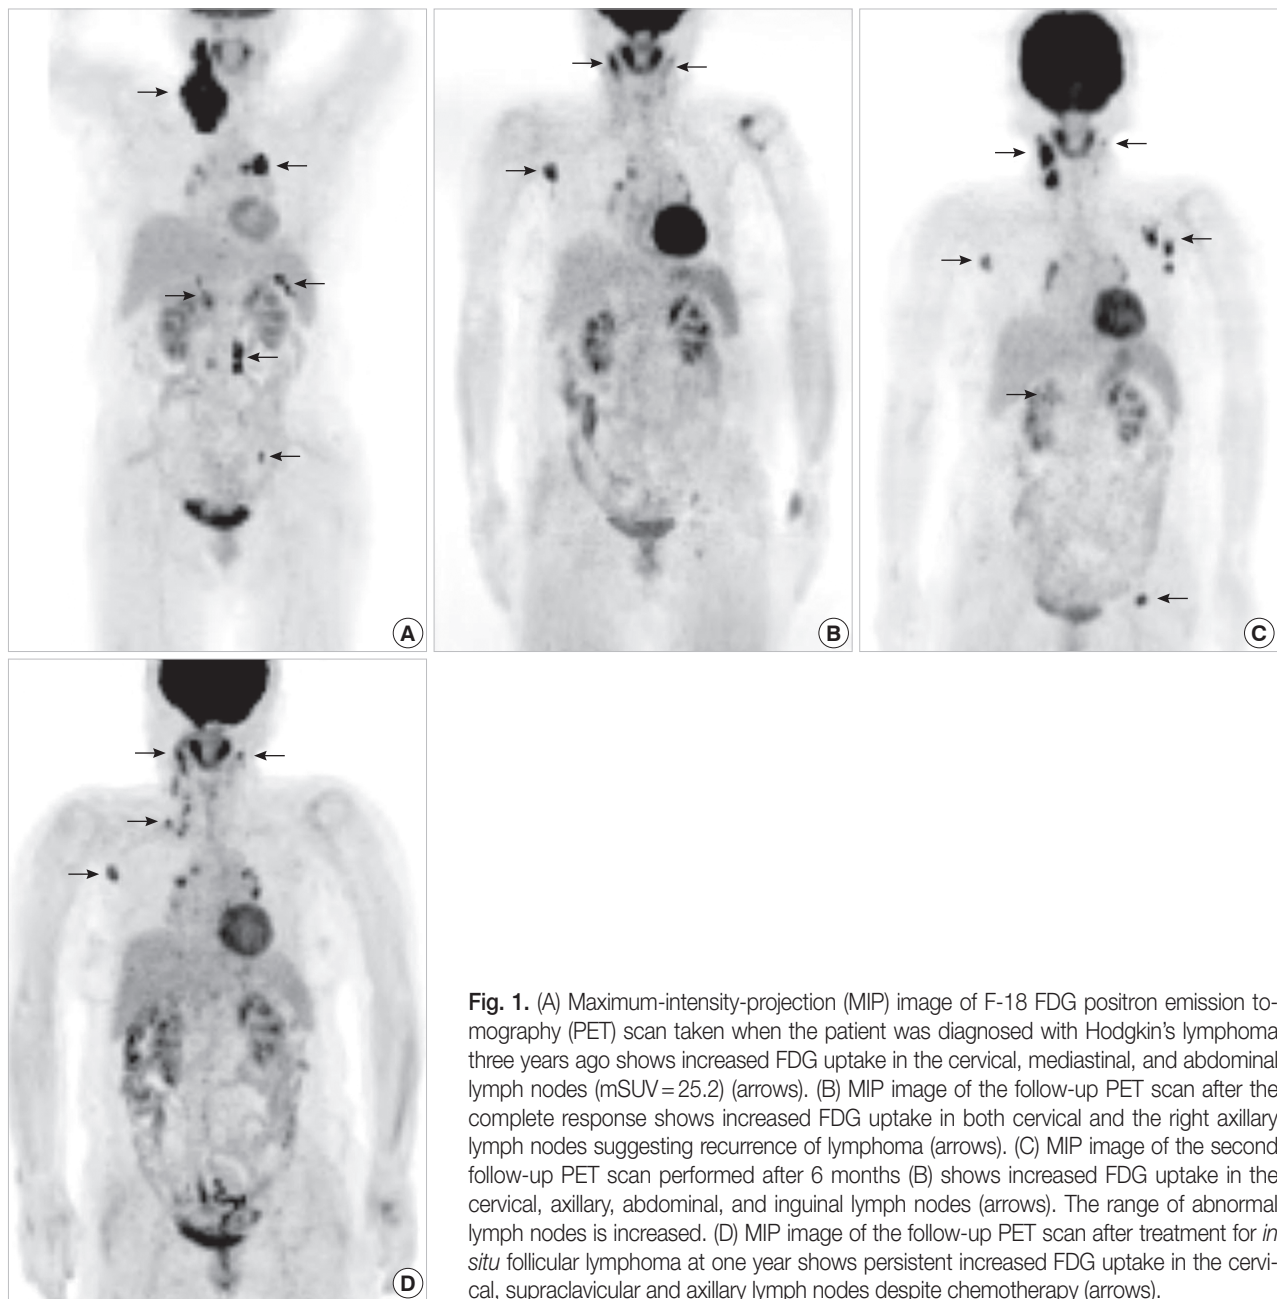 A
B
C
D
Fig. 1. (A) Maximum-intensity-projection (MIP) image of F-18 FDG positron emission to-
mography (PET) scan taken when the patient was diagnosed with Hodgkin’s lymphoma
three years ago shows increased FDG uptake in the cervical, mediastinal, and abdominal
lymph nodes (mSUV=25.2) (arrows). (B) MIP image of the follow-up PET scan after the
complete response shows increased FDG uptake in both cervical and the right axillary
lymph nodes suggesting recurrence of lymphoma (arrows). (C) MIP image of the second
follow-up PET scan performed after 6 months (B) shows increased FDG uptake in the
cervical, axillary, abdominal, and inguinal lymph nodes (arrows). The range of abnormal
lymph nodes is increased. (D) MIP image of the follow-up PET scan after treatment for in
situ follicular lymphoma at one year shows persistent increased FDG uptake in the cervi-
cal, supraclavicular and axillary lymph nodes despite chemotherapy (arrows).